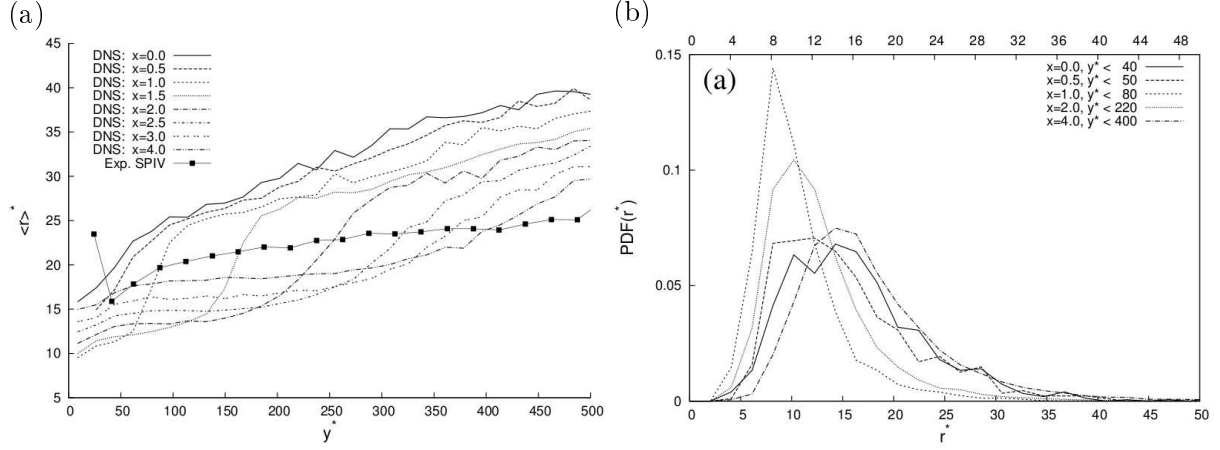 (a)
45
40
35
30
25
20
15
10
5
<r>*
DNS: x=0.0
DNS: x=0.5
DNS: x=1.0
DNS: x=1.5
DNS: x=2.0
DNS: x=2.5
DNS: x=3.0
DNS: x=4.0
Exp. SPIV
0 50 100 150 200 250 300 350 400 450 500
y*
(b)
0 4 8 12 16 20 24 28 32 36 40 44 48
0.15
0.1
0.05
0
PDF(r*)
(a)
x=0.0, y* < 40
x=0.5, y* < 50
x=1.0, y* < 80
x=2.0, y* < 220
x=4.0, y* < 400
0 5 10 15 20 25 30 35 40 45 50
r*